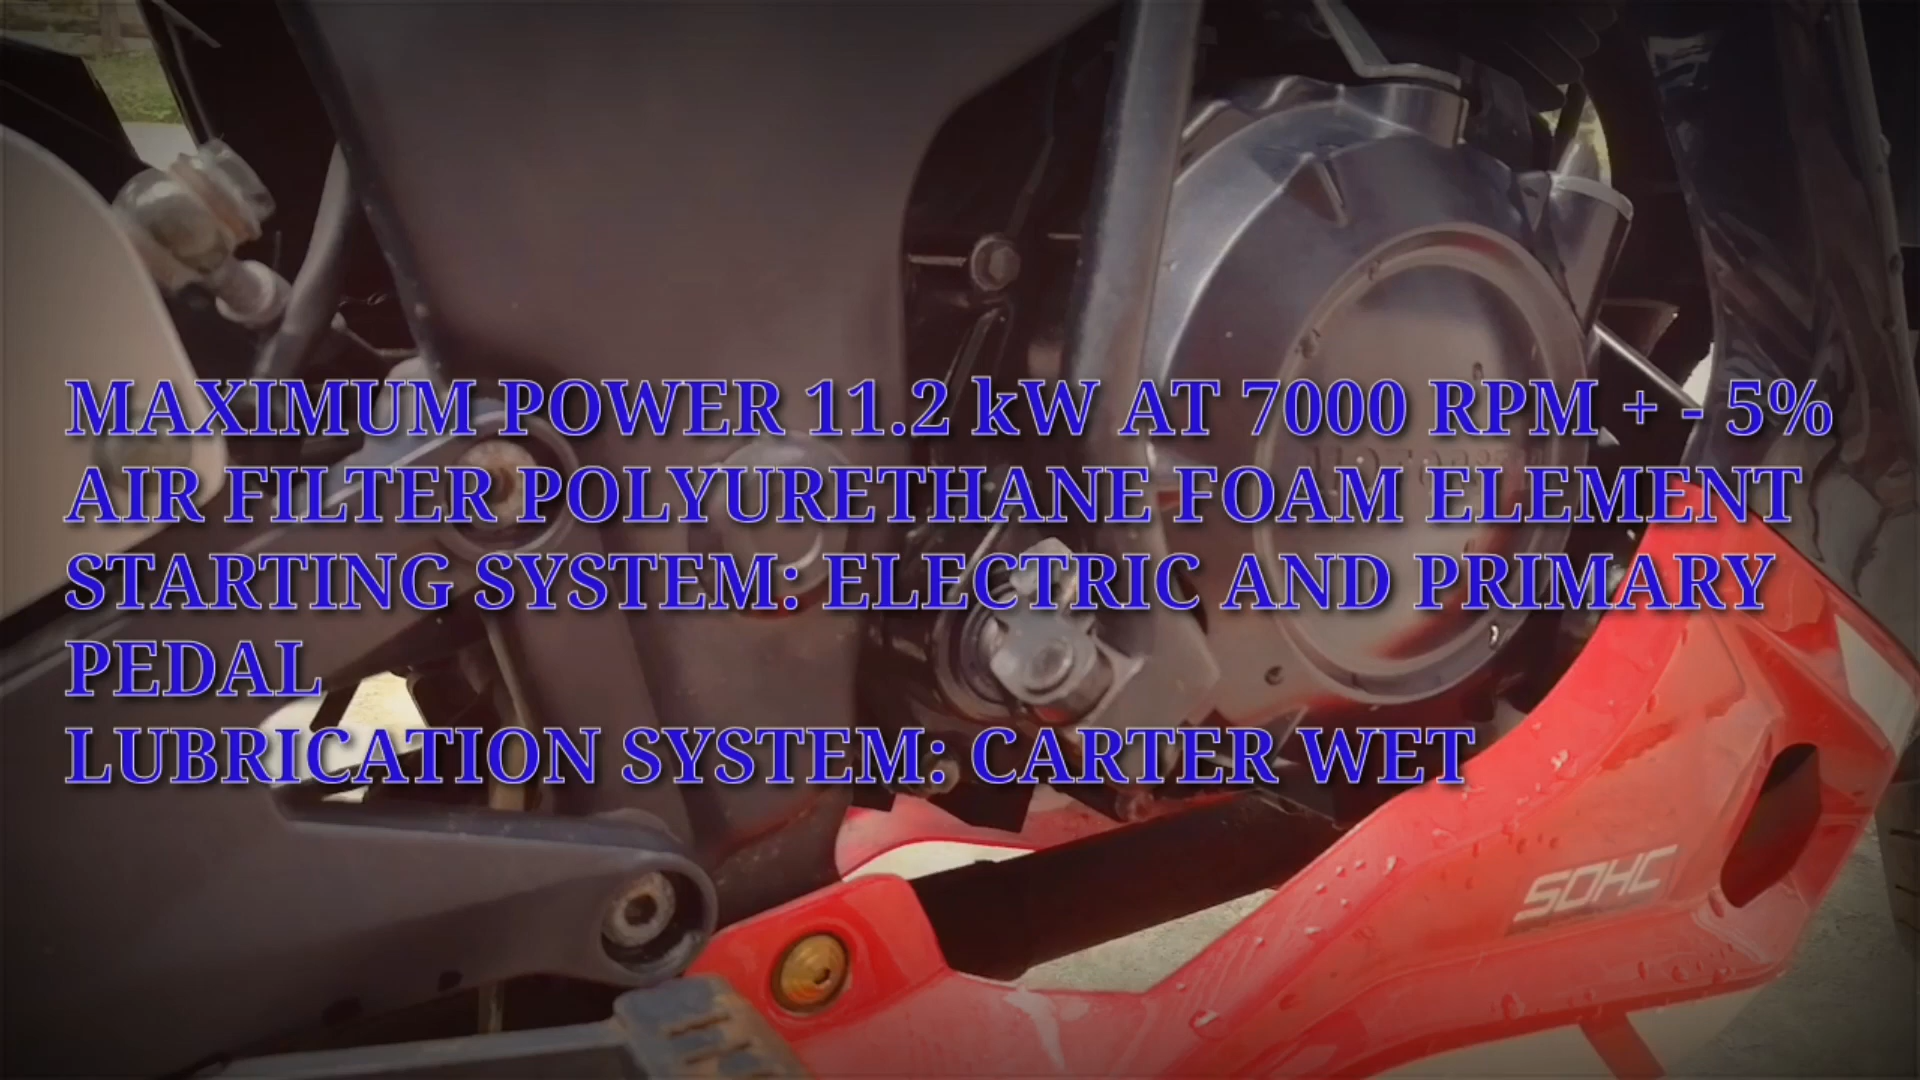 MAXIMUM POWER 11.2 kW AT 7000 RPM + - 5%
AIR FILTER POLYURETHANE FOAM ELEMENT
STARTING SYSTEM: ELECTRIC AND PRIMARY
PEDAL
LUBRICATION SYSTEM: CARTER WET
SOHC